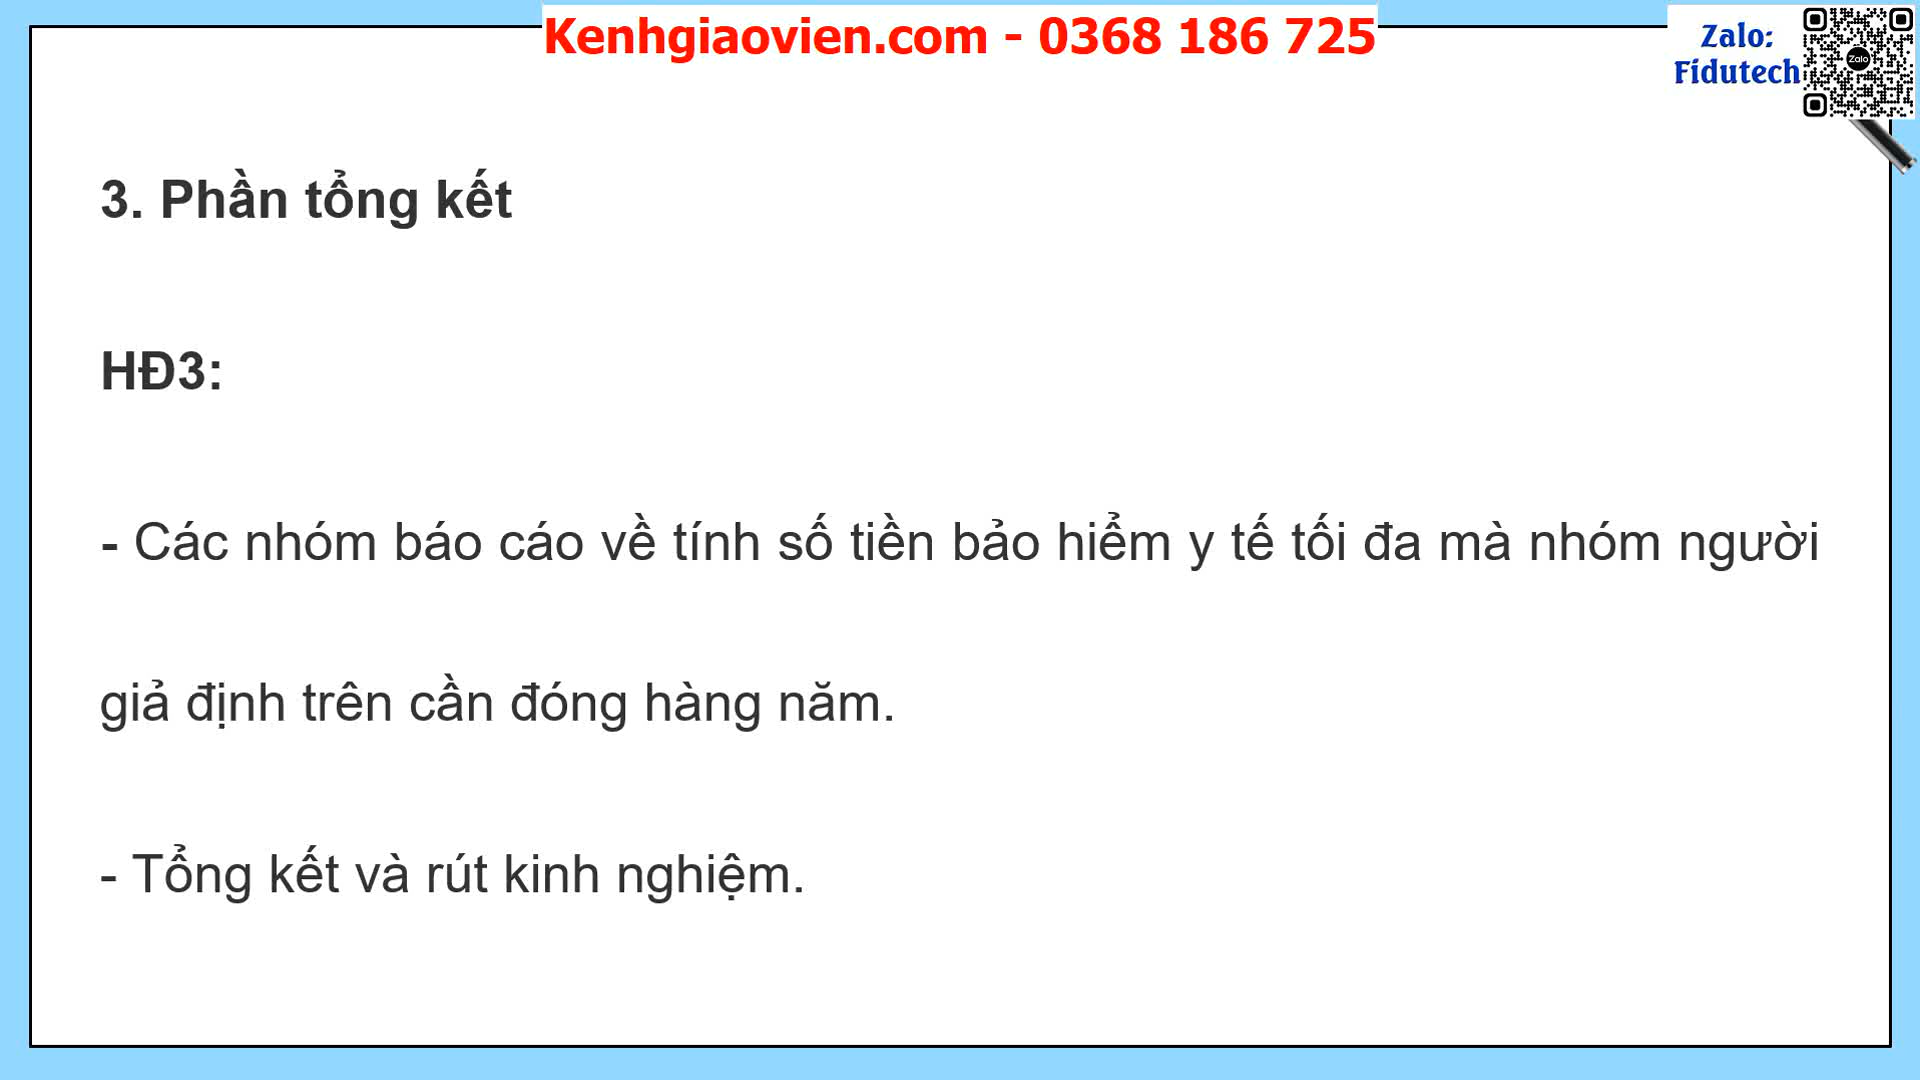 Kenhgiaovien.com - 0368 186 725
Zalo:
Fidutech
Zalo
3. Phần tổng kết
HĐ3:
- Các nhóm báo cáo về tính số tiền bảo hiểm y tế tối đa mà nhóm người
giả định trên cần đóng hàng năm.
- Tổng kết và rút kinh nghiệm.